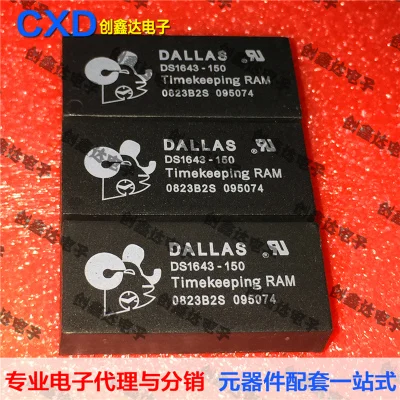 CXD 创鑫达电子
DALLAS
DS1643-150
Timekeeping RAM
0823B2S 095074
DALLAS
DS1643-150
Timekeeping RAM
0823B2S 095074
DALLAS
DS1643-150
Timekeeping RAM
0823B2S 095074
专业电子代理与分销 元器件配套一站式